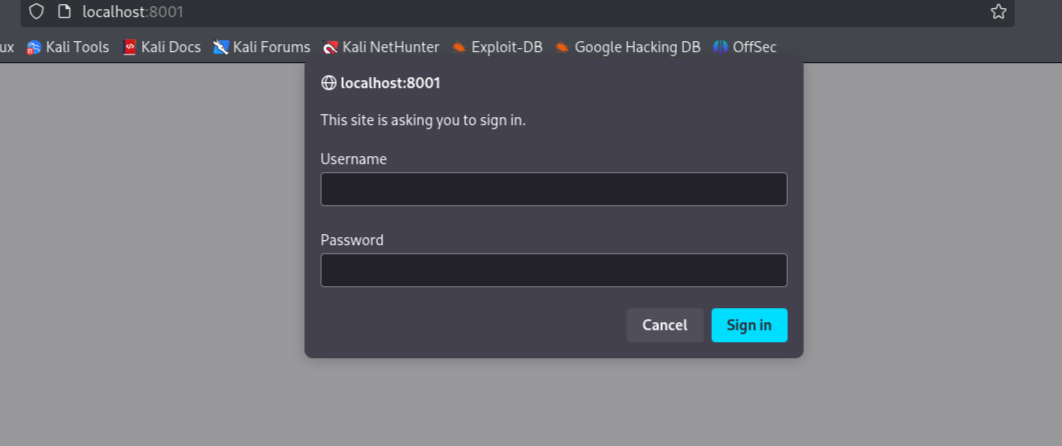 localhost:8001
ux Kali Tools Kali Docs Kali Forums Kali NetHunter Exploit-DB Google Hacking DB OffSec
localhost:8001
This site is asking you to sign in.
Username
Password
Cancel Sign in